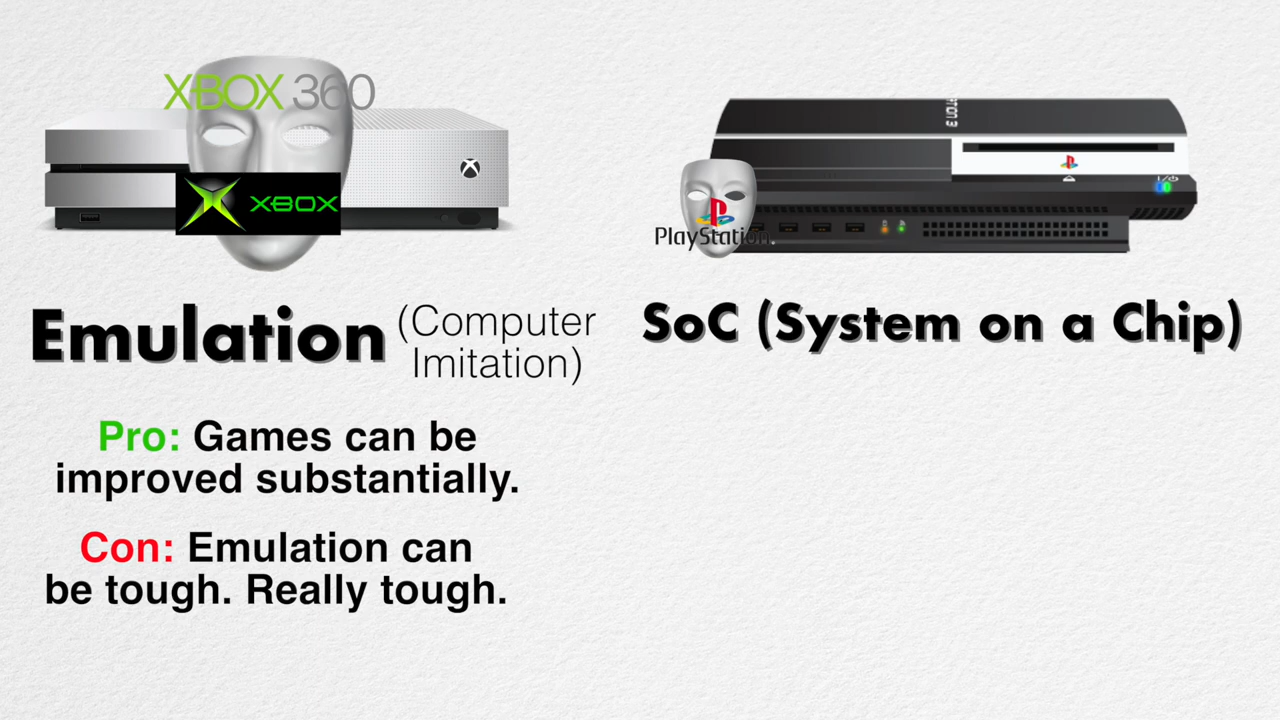 XBOX 360
XBOX
PlayStation
Emulation (Computer
Imitation)
Pro: Games can be
improved substantially.
Con: Emulation can
be tough. Really tough.
SoC (System on a Chip)